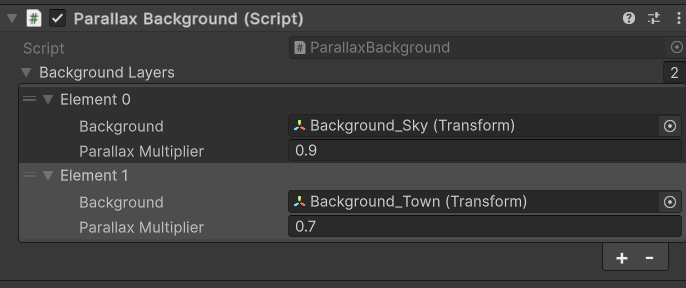 Parallax Background (Script)
Script ParallaxBackground
Background Layers 2
Element 0
Background Background_Sky (Transform)
Parallax Multiplier 0.9
Element 1
Background Background_Town (Transform)
Parallax Multiplier 0.7
+ -